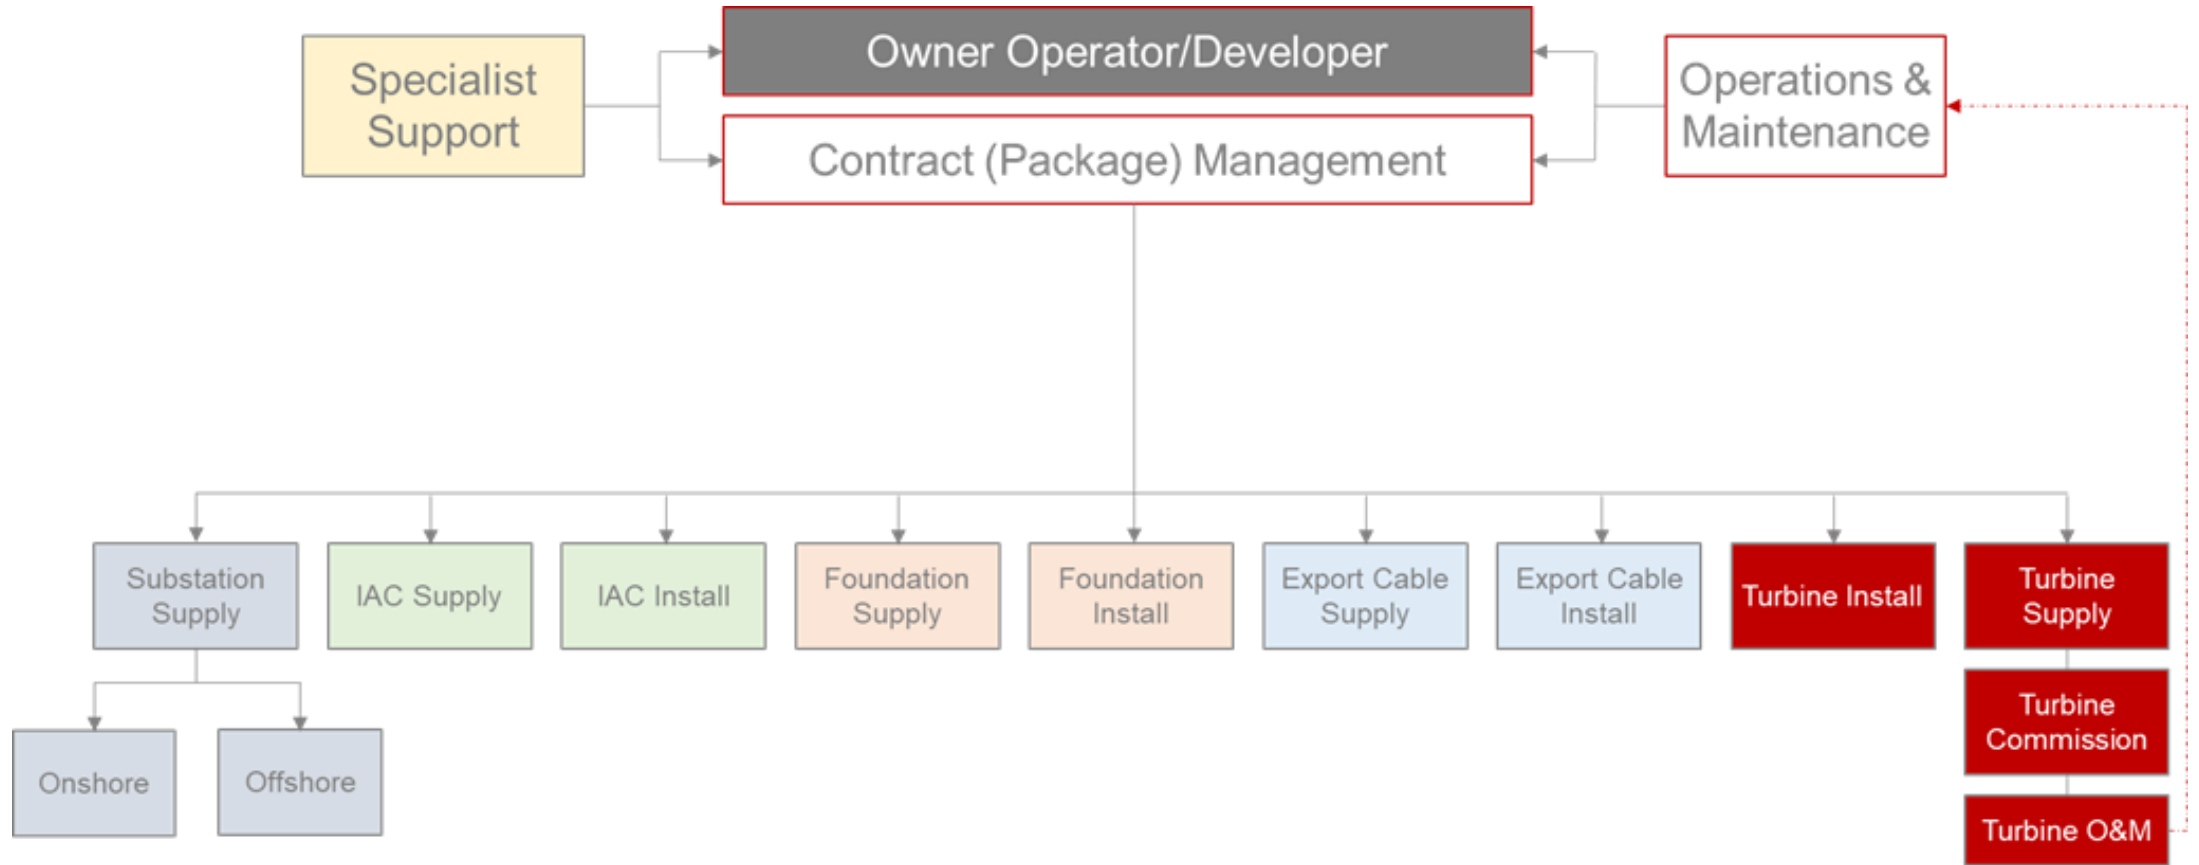 Specialist
Support
Owner Operator/Developer
Contract (Package) Management
Operations &
Maintenance
Substation
Supply
IAC Supply
IAC Install
Foundation
Supply
Foundation
Install
Export Cable
Supply
Export Cable
Install
Turbine Install
Turbine
Supply
Onshore
Offshore
Turbine
Commission
Turbine O&M